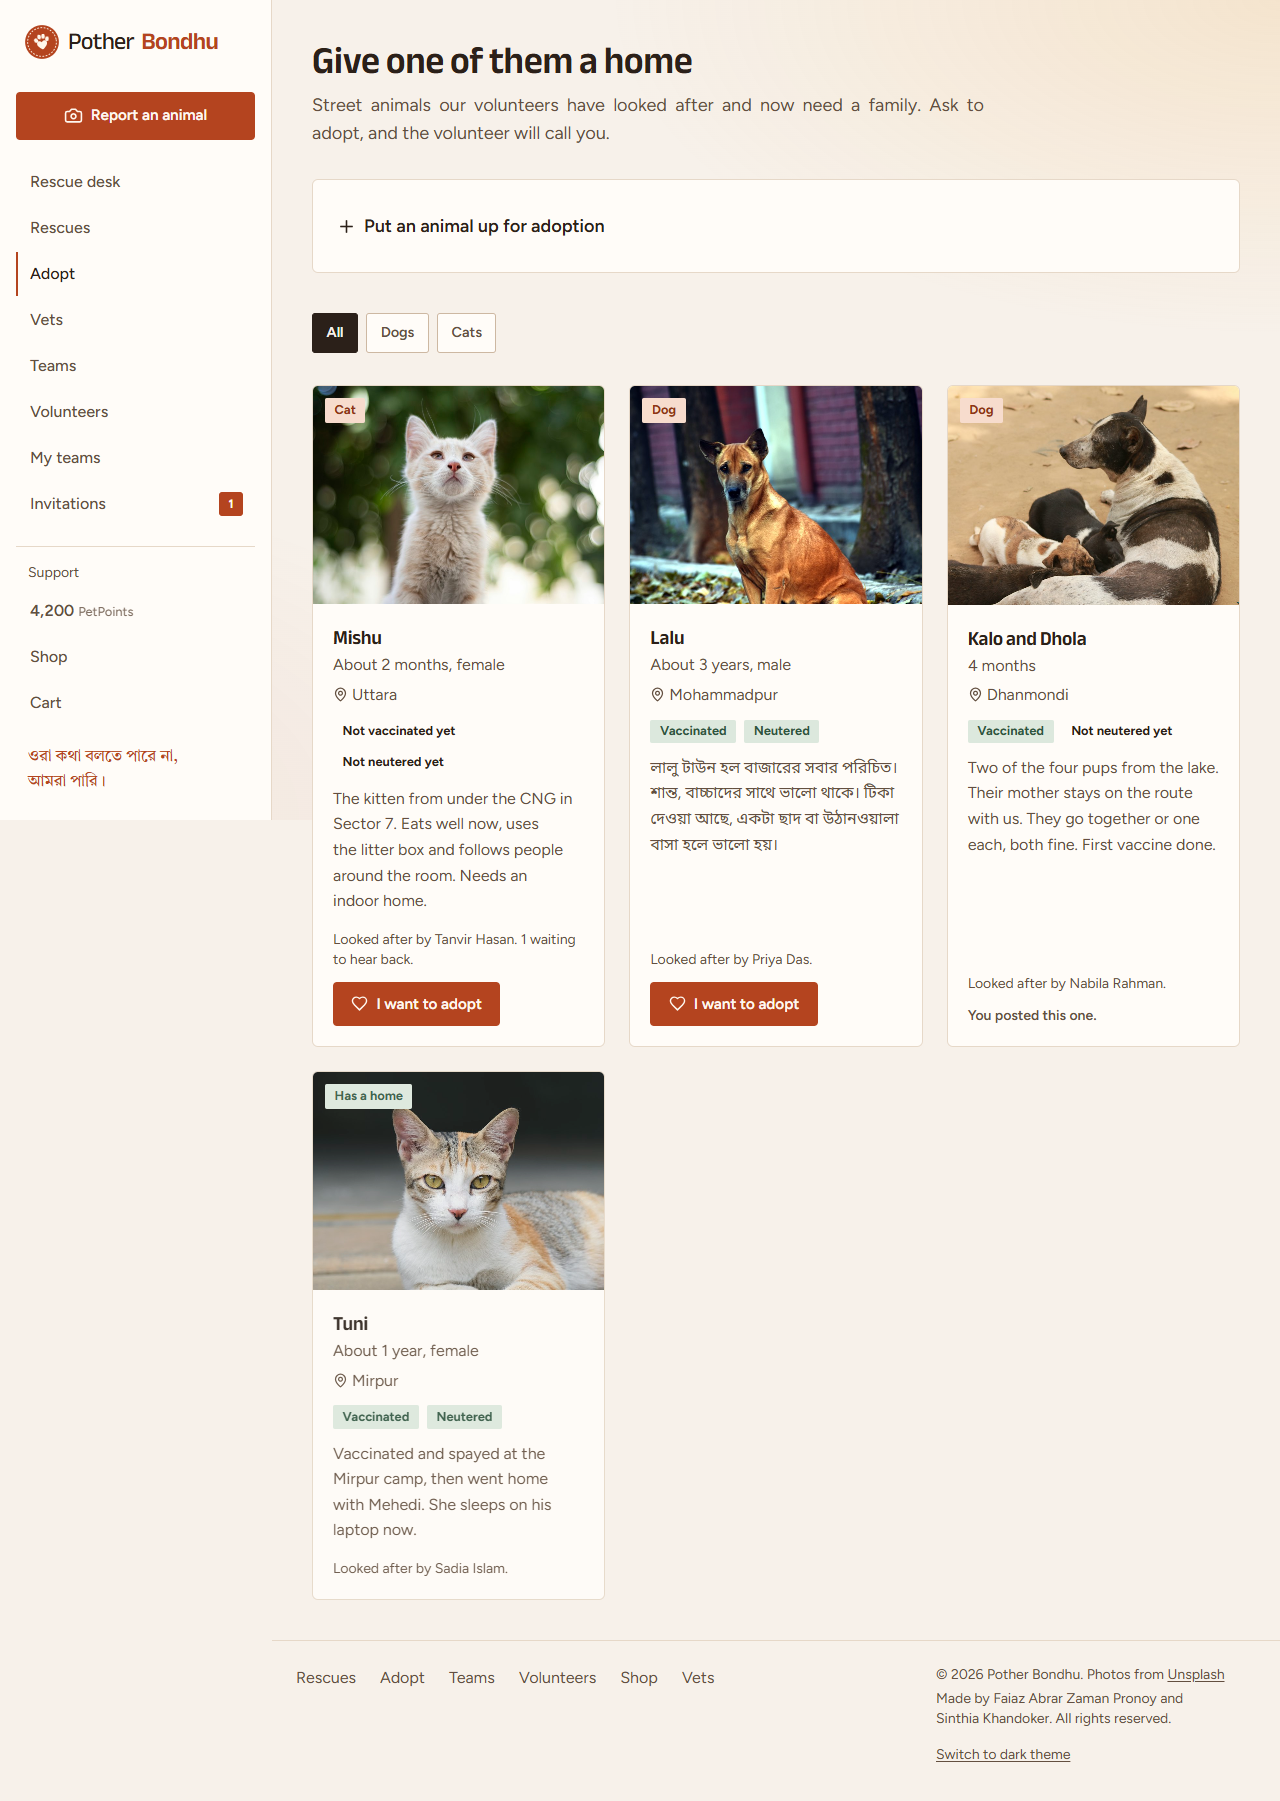 Pother Bondhu
Report an animal
Rescue desk
Rescues
Adopt
Vets
Teams
Volunteers
My teams
Invitations 1
Support
4,200 PetPoints
Shop
Cart
ওরা কথা বলতে পারে না,
আমরা পারি।
Give one of them a home
Street animals our volunteers have looked after and now need a family. Ask to
adopt, and the volunteer will call you.
Put an animal up for adoption
All Dogs Cats
Cat
Mishu
About 2 months, female
Uttara
Not vaccinated yet
Not neutered yet
The kitten from under the CNG in
Sector 7. Eats well now, uses
the litter box and follows people
around the room. Needs an
indoor home.
Looked after by Tanvir Hasan. 1 waiting
to hear back.
I want to adopt
Dog
Lalu
About 3 years, male
Mohammadpur
Vaccinated Neutered
লালু টাউন হল বাজারের সবার পরিচিত।
শান্ত, বাচ্চাদের সাথে ভালো থাকে। টিকা
দেওয়া আছে, একটা ছাদ বা উঠানওয়ালা
বাসা হলে ভালো হয়।
Looked after by Priya Das.
I want to adopt
Dog
Kalo and Dhola
4 months
Dhanmondi
Vaccinated Not neutered yet
Two of the four pups from the lake.
Their mother stays on the route
with us. They go together or one
each, both fine. First vaccine done.
Looked after by Nabila Rahman.
You posted this one.
Has a home
Tuni
About 1 year, female
Mirpur
Vaccinated Neutered
Vaccinated and spayed at the
Mirpur camp, then went home
with Mehedi. She sleeps on his
laptop now.
Looked after by Sadia Islam.
Rescues Adopt Teams Volunteers Shop Vets
© 2026 Pother Bondhu. Photos from Unsplash
Made by Faiaz Abrar Zaman Pronoy and
Sinthia Khandoker. All rights reserved.
Switch to dark theme